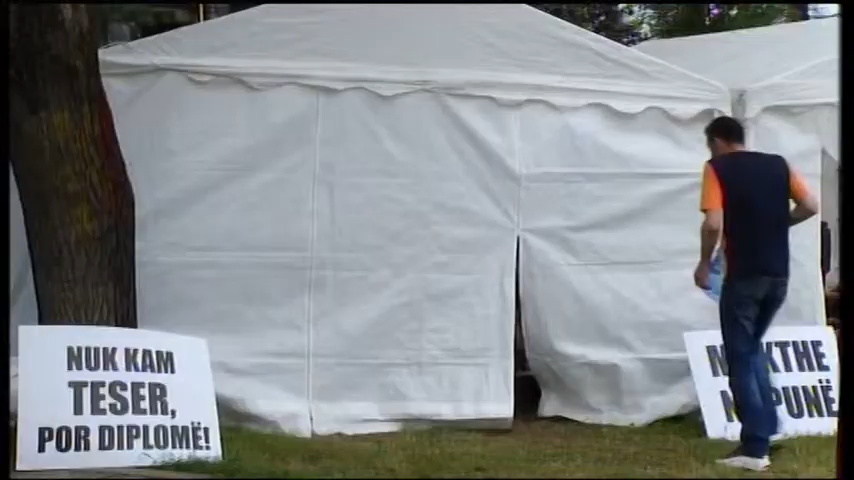 NUK KAM
TESER,
POR DIPLOMË!
KTHE
PUNË